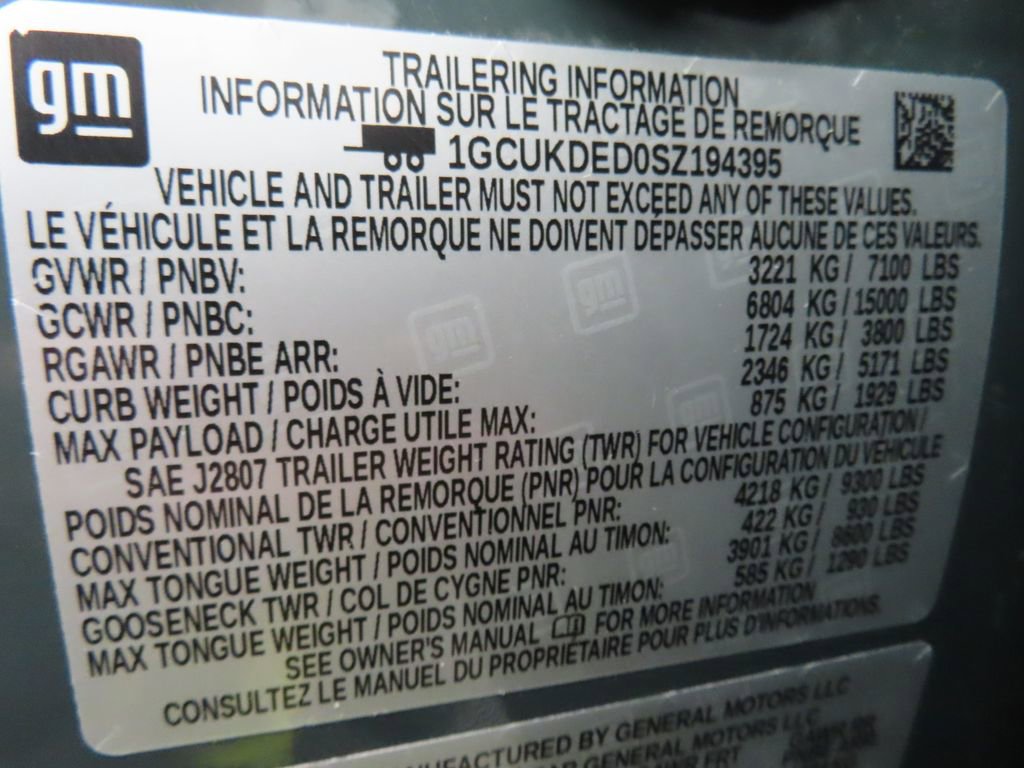 gm
TRAILERING INFORMATION
INFORMATION SUR LE TRACTAGE DE REMORQUE
1GCUKDED0SZ194395
VEHICLE AND TRAILER MUST NOT EXCEED ANY OF THESE VALUES.
LE VÉHICULE ET LA REMORQUE NE DOIVENT DÉPASSER AUCUNE DE CES VALEURS.
GVWR / PNBV: 3221 KG / 7100 LBS
GCWR / PNBC: 6804 KG / 15000 LBS
RGAWR / PNBE ARR: 1724 KG / 3800 LBS
CURB WEIGHT / POIDS À VIDE: 2346 KG / 5171 LBS
MAX PAYLOAD / CHARGE UTILE MAX: 875 KG / 1929 LBS
SAE J2807 TRAILER WEIGHT RATING (TWR) FOR VEHICLE CONFIGURATION /
POIDS NOMINAL DE LA REMORQUE (PNR) POUR LA CONFIGURATION DU VÉHICULE
CONVENTIONAL TWR / CONVENTIONNEL PNR: 4218 KG / 9300 LBS
MAX TONGUE WEIGHT / POIDS NOMINAL AU TIMON: 422 KG / 930 LBS
GOOSENECK TWR / COL DE CYGNE PNR: 3901 KG / 8600 LBS
MAX TONGUE WEIGHT / POIDS NOMINAL AU TIMON: 585 KG / 1290 LBS
SEE OWNER'S MANUAL FOR MORE INFORMATION
CONSULTEZ LE MANUEL DU PROPRIÉTAIRE POUR PLUS D'INFORMATIONS.
BY GENERAL MOTORS LLC
GENERAL MOTORS LLC
FRT